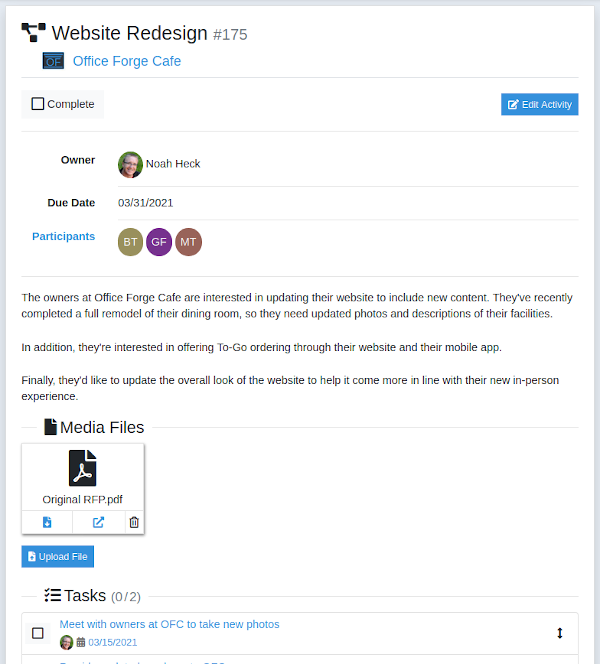 Website Redesign #175
OF Office Forge Cafe
Complete
Edit Activity
Owner
Noah Heck
Due Date
03/31/2021
Participants
BT GF MT
The owners at Office Forge Cafe are interested in updating their website to include new content. They've recently
completed a full remodel of their dining room, so they need updated photos and descriptions of their facilities.
In addition, they're interested in offering To-Go ordering through their website and their mobile app.
Finally, they'd like to update the overall look of the website to help it come more in line with their new in-person
experience.
Media Files
Original RFP.pdf
Upload File
Tasks (0/2)
Meet with owners at OFC to take new photos
03/15/2021